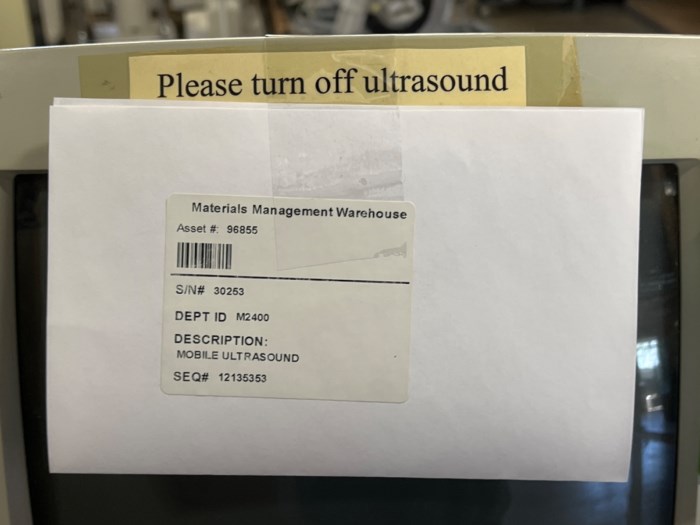 Please turn off ultrasound
Materials Management Warehouse
Asset #: 96855
S/N# 30253
DEPT ID M2400
DESCRIPTION:
MOBILE ULTRASOUND
SEQ# 12135353